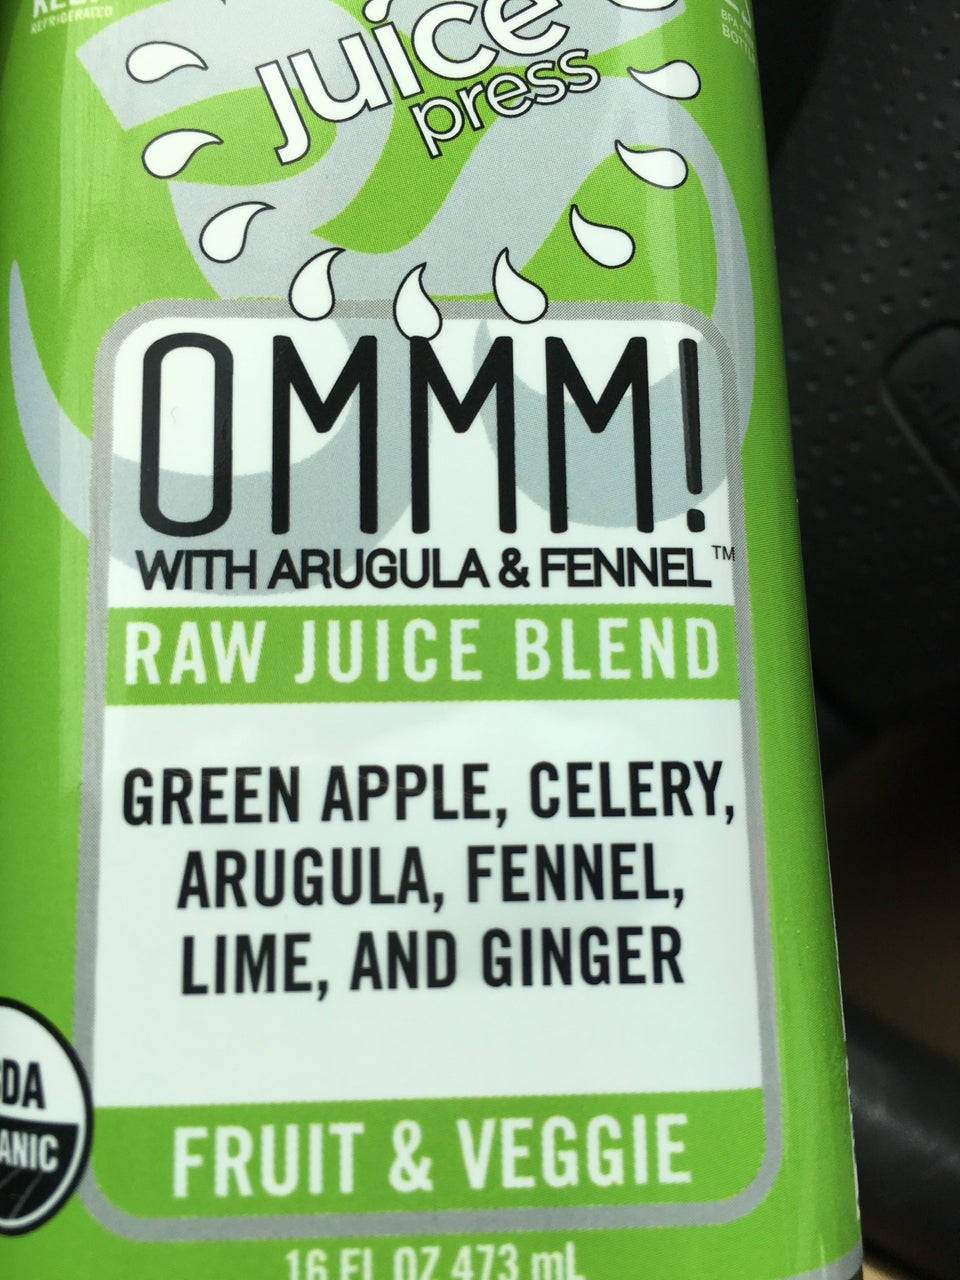 REFRIGERATED
juice
press
OMMM!
WITH ARUGULA & FENNEL™
RAW JUICE BLEND
GREEN APPLE, CELERY,
ARUGULA, FENNEL,
LIME, AND GINGER
FRUIT & VEGGIE
16 FL OZ 473 mL